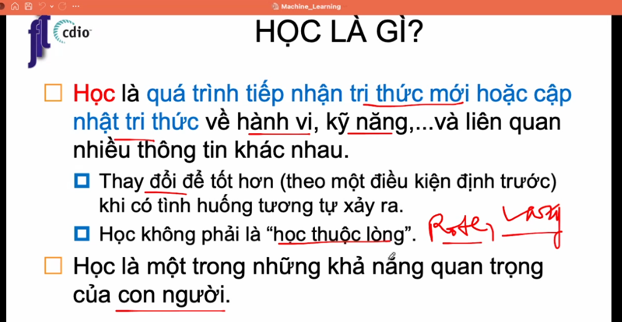 Machine_Learning
cdio
HỌC LÀ GÌ?
Học là quá trình tiếp nhận tri thức mới hoặc cập
nhật tri thức về hành vi, kỹ năng,...và liên quan
nhiều thông tin khác nhau.
Thay đổi để tốt hơn (theo một điều kiện định trước)
khi có tình huống tương tự xảy ra.
Học không phải là “học thuộc lòng”. Rote,
Học là một trong những khả năng quan trọng
của con người.